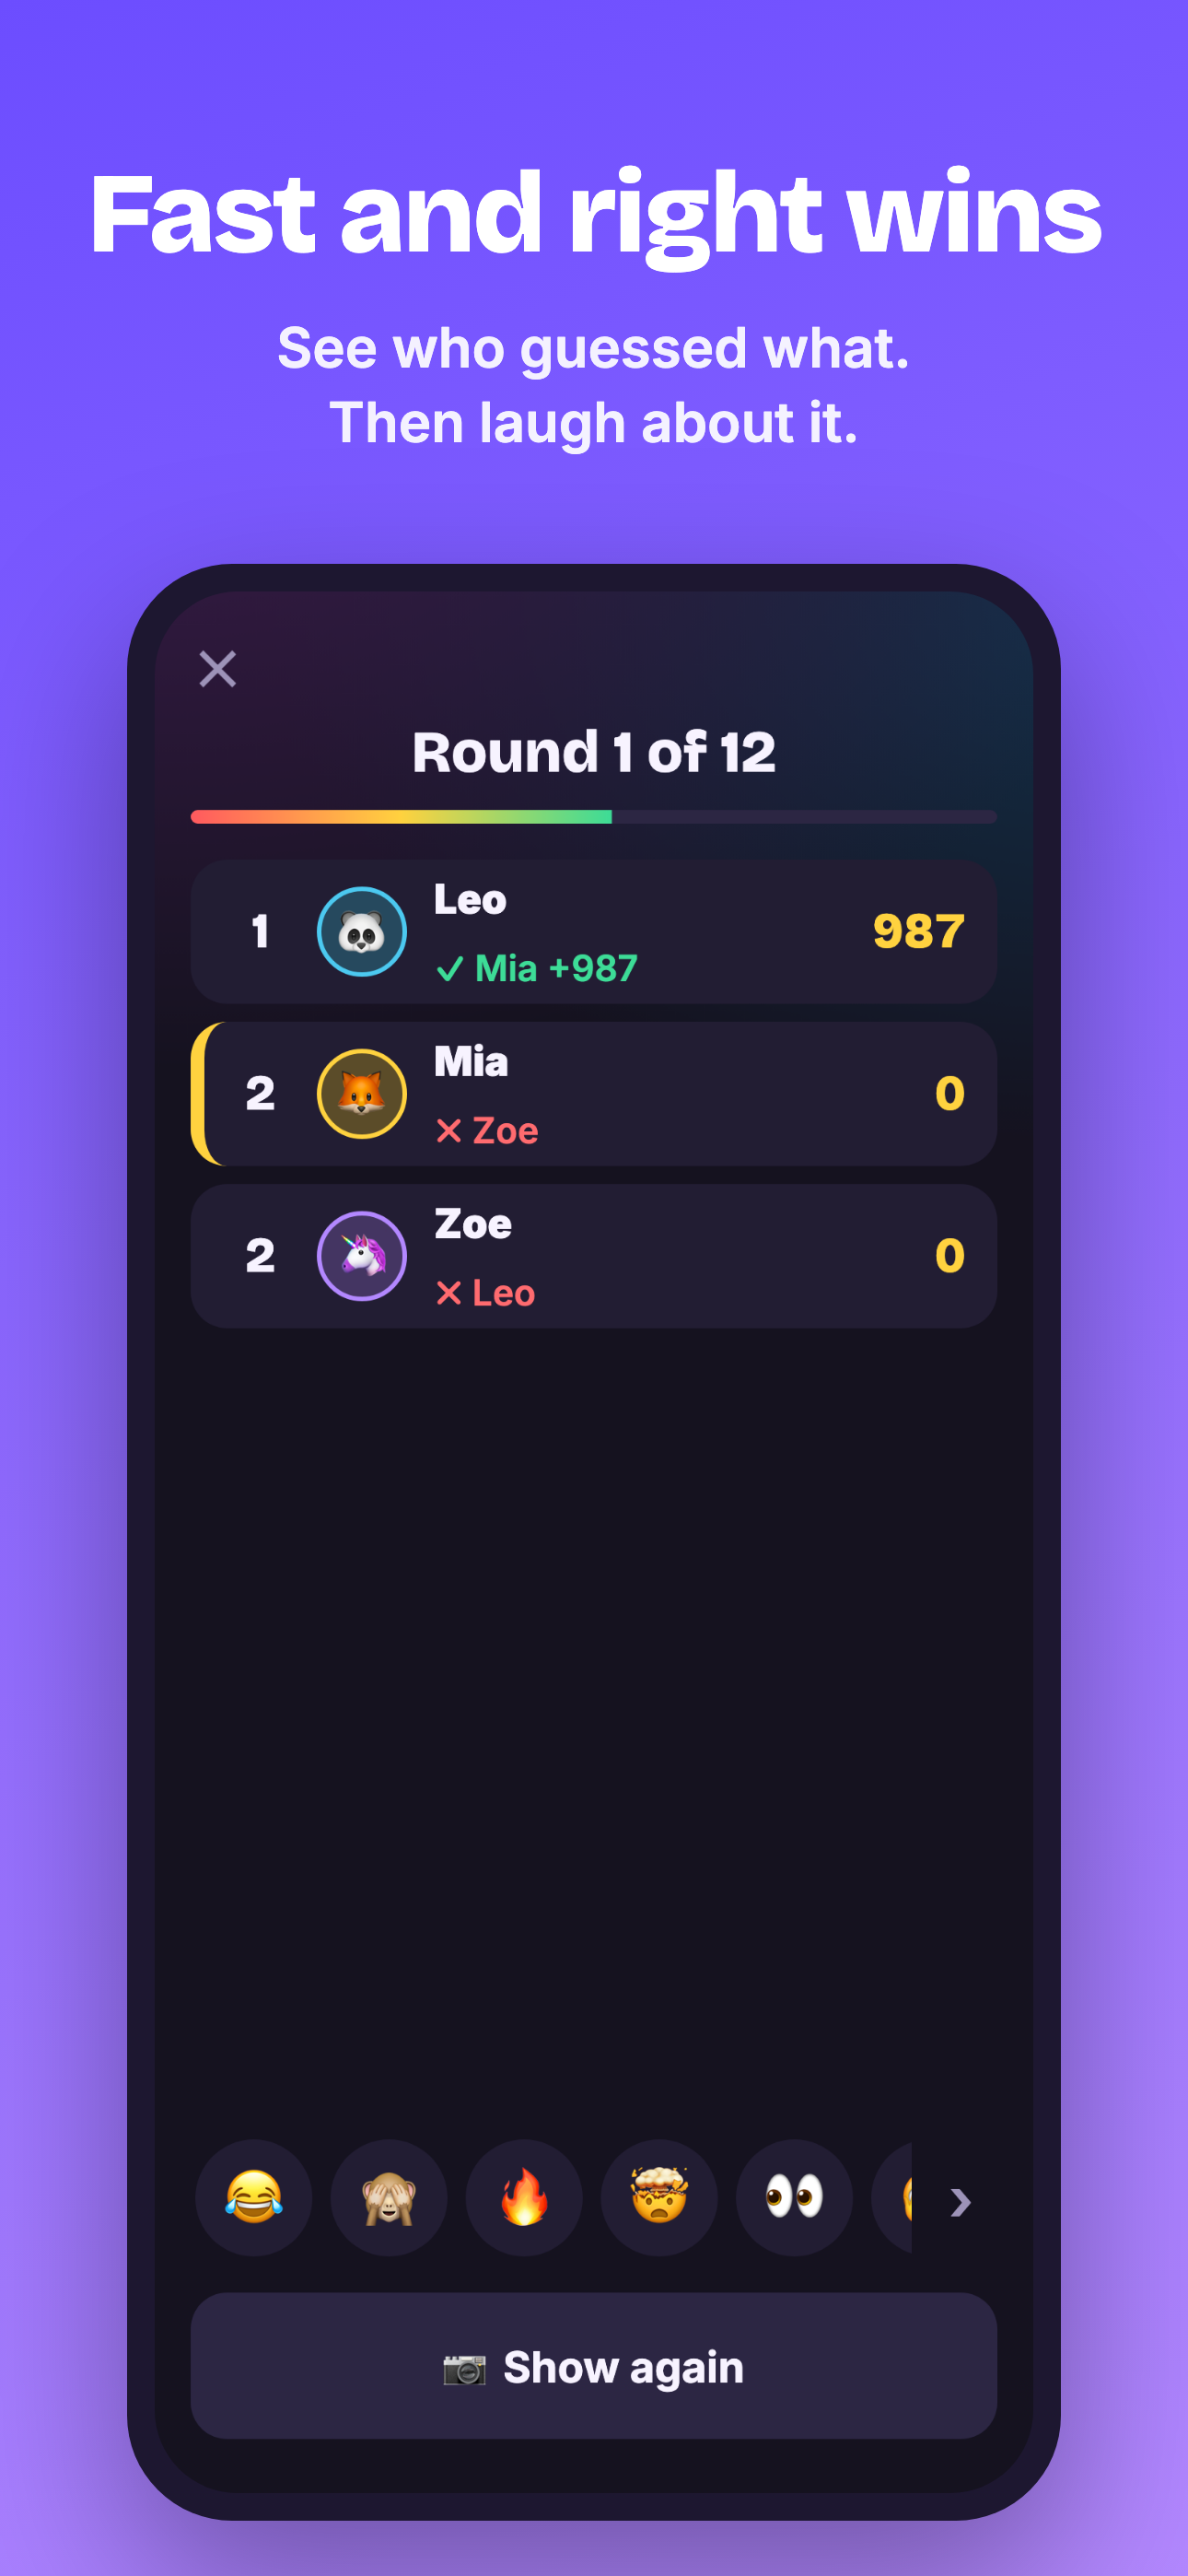 Fast and right wins
See who guessed what.
Then laugh about it.
Round 1 of 12
1
Leo
✓ Mia +987
987
2
Mia
✕ Zoe
0
2
Zoe
✕ Leo
0
Show again